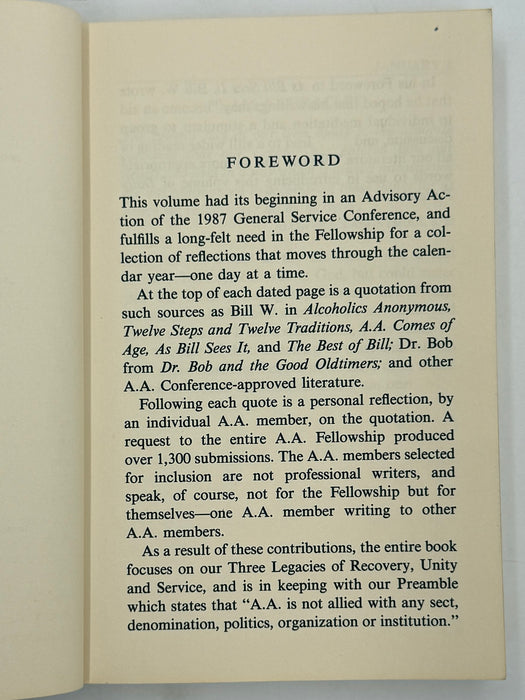 FOREWORD
This volume had its beginning in an Advisory Ac-
tion of the 1987 General Service Conference, and
fulfills a long-felt need in the Fellowship for a col-
lection of reflections that moves through the calen-
dar year—one day at a time.
At the top of each dated page is a quotation from
such sources as Bill W. in Alcoholics Anonymous,
Twelve Steps and Twelve Traditions, A.A. Comes of
Age, As Bill Sees It, and The Best of Bill; Dr. Bob
from Dr. Bob and the Good Oldtimers; and other
A.A. Conference-approved literature.
Following each quote is a personal reflection, by
an individual A.A. member, on the quotation. A
request to the entire A.A. Fellowship produced
over 1,300 submissions. The A.A. members selected
for inclusion are not professional writers, and
speak, of course, not for the Fellowship but for
themselves—one A.A. member writing to other
A.A. members.
As a result of these contributions, the entire book
focuses on our Three Legacies of Recovery, Unity
and Service, and is in keeping with our Preamble
which states that “A.A. is not allied with any sect,
denomination, politics, organization or institution.”